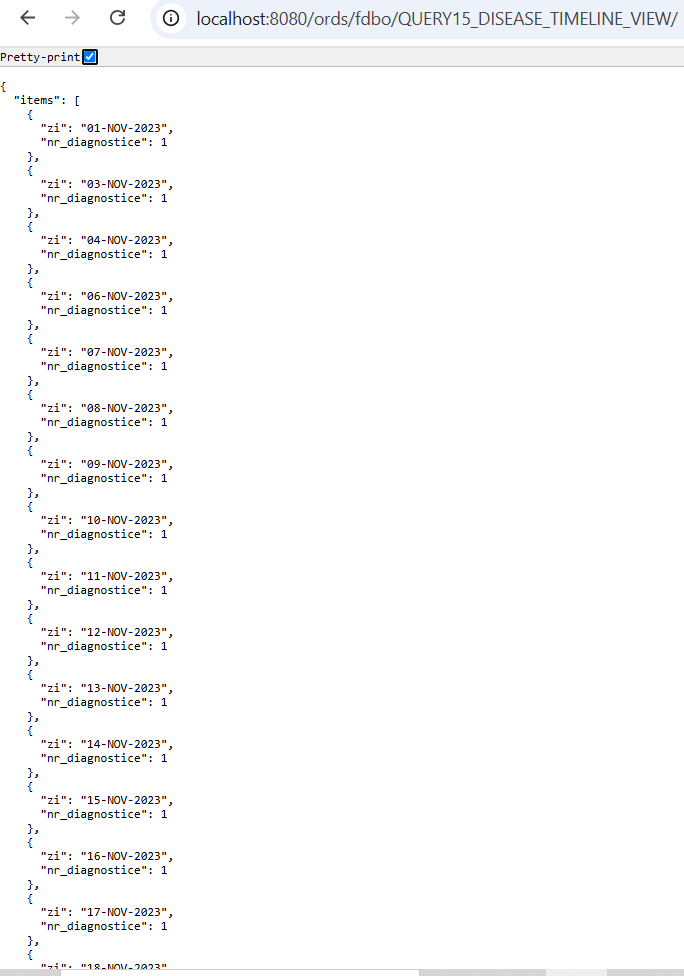 localhost:8080/ords/fdbo/QUERY15_DISEASE_TIMELINE_VIEW/
Pretty-print
{
  "items": [
    {
      "zi": "01-NOV-2023",
      "nr_diagnostice": 1
    },
    {
      "zi": "03-NOV-2023",
      "nr_diagnostice": 1
    },
    {
      "zi": "04-NOV-2023",
      "nr_diagnostice": 1
    },
    {
      "zi": "06-NOV-2023",
      "nr_diagnostice": 1
    },
    {
      "zi": "07-NOV-2023",
      "nr_diagnostice": 1
    },
    {
      "zi": "08-NOV-2023",
      "nr_diagnostice": 1
    },
    {
      "zi": "09-NOV-2023",
      "nr_diagnostice": 1
    },
    {
      "zi": "10-NOV-2023",
      "nr_diagnostice": 1
    },
    {
      "zi": "11-NOV-2023",
      "nr_diagnostice": 1
    },
    {
      "zi": "12-NOV-2023",
      "nr_diagnostice": 1
    },
    {
      "zi": "13-NOV-2023",
      "nr_diagnostice": 1
    },
    {
      "zi": "14-NOV-2023",
      "nr_diagnostice": 1
    },
    {
      "zi": "15-NOV-2023",
      "nr_diagnostice": 1
    },
    {
      "zi": "16-NOV-2023",
      "nr_diagnostice": 1
    },
    {
      "zi": "17-NOV-2023",
      "nr_diagnostice": 1
    },
    {
      "zi": "18-NOV-2023",